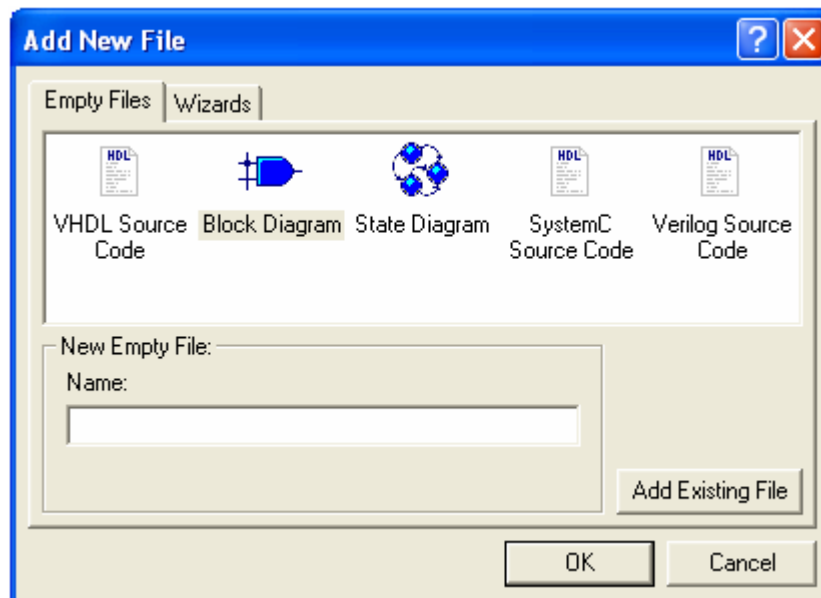 Add New File
?
Empty Files
Wizards
HDL
HDL
HDL
VHDL Source
Code
Block Diagram
State Diagram
SystemC
Source Code
Verilog Source
Code
New Empty File:
Name:
Add Existing File
OK
Cancel